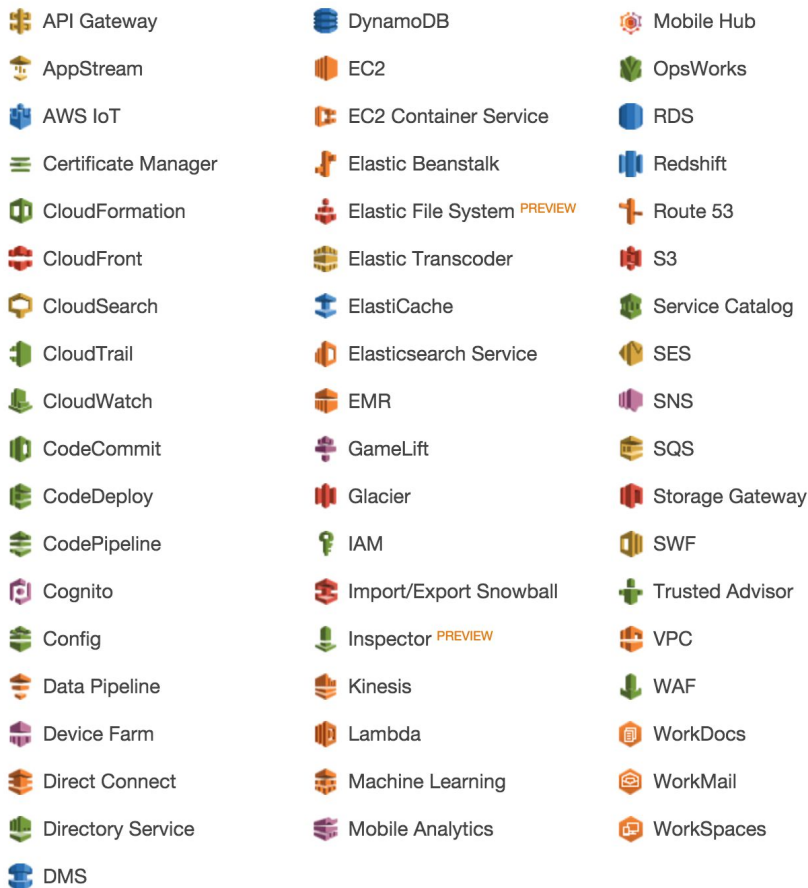 API Gateway
AppStream
AWS IoT
Certificate Manager
CloudFormation
CloudFront
CloudSearch
CloudTrail
CloudWatch
CodeCommit
CodeDeploy
CodePipeline
Cognito
Config
Data Pipeline
Device Farm
Direct Connect
Directory Service
DMS
DynamoDB
EC2
EC2 Container Service
Elastic Beanstalk
Elastic File System PREVIEW
Elastic Transcoder
ElastiCache
Elasticsearch Service
EMR
GameLift
Glacier
IAM
Import/Export Snowball
Inspector PREVIEW
Kinesis
Lambda
Machine Learning
Mobile Analytics
Mobile Hub
OpsWorks
RDS
Redshift
Route 53
S3
Service Catalog
SES
SNS
SQS
Storage Gateway
SWF
Trusted Advisor
VPC
WAF
WorkDocs
WorkMail
WorkSpaces